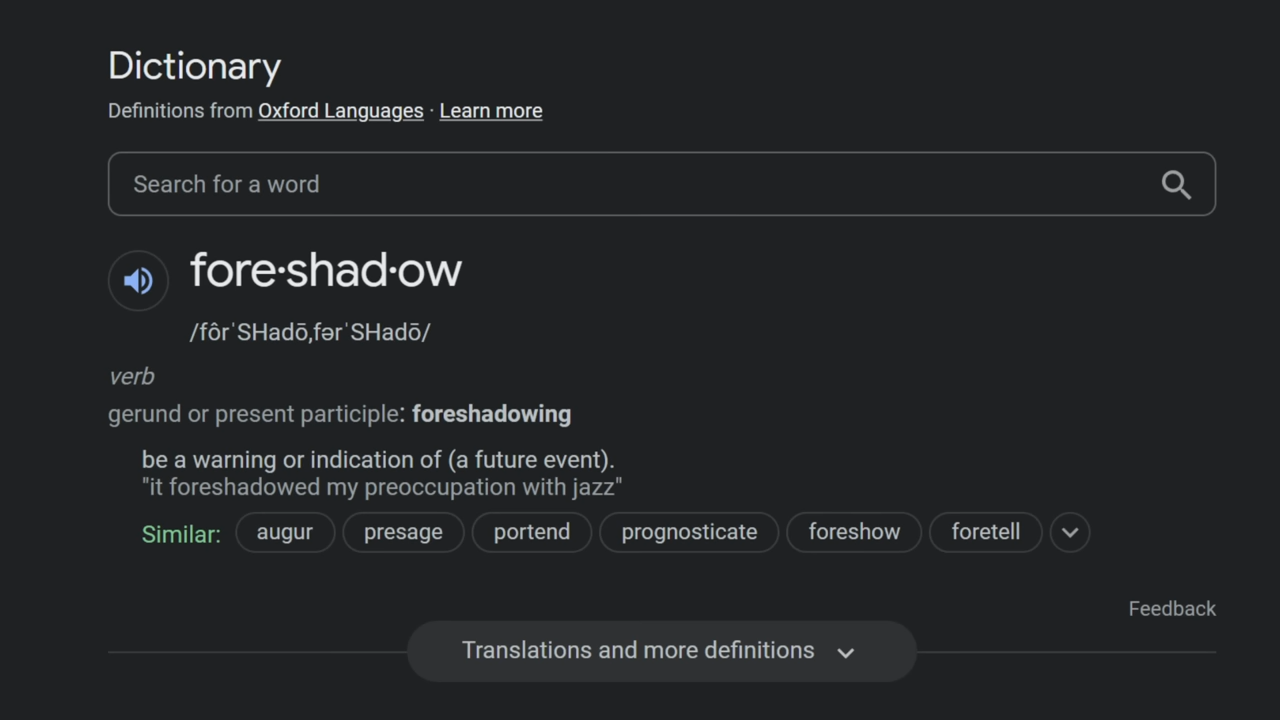 Dictionary
Definitions from Oxford Languages · Learn more
Search for a word
fore·shad·ow
/fôrˈSHadō,fərˈSHadō/
verb
gerund or present participle: foreshadowing
be a warning or indication of (a future event).
"it foreshadowed my preoccupation with jazz"
Similar: augur presage portend prognosticate foreshow foretell
Feedback
Translations and more definitions